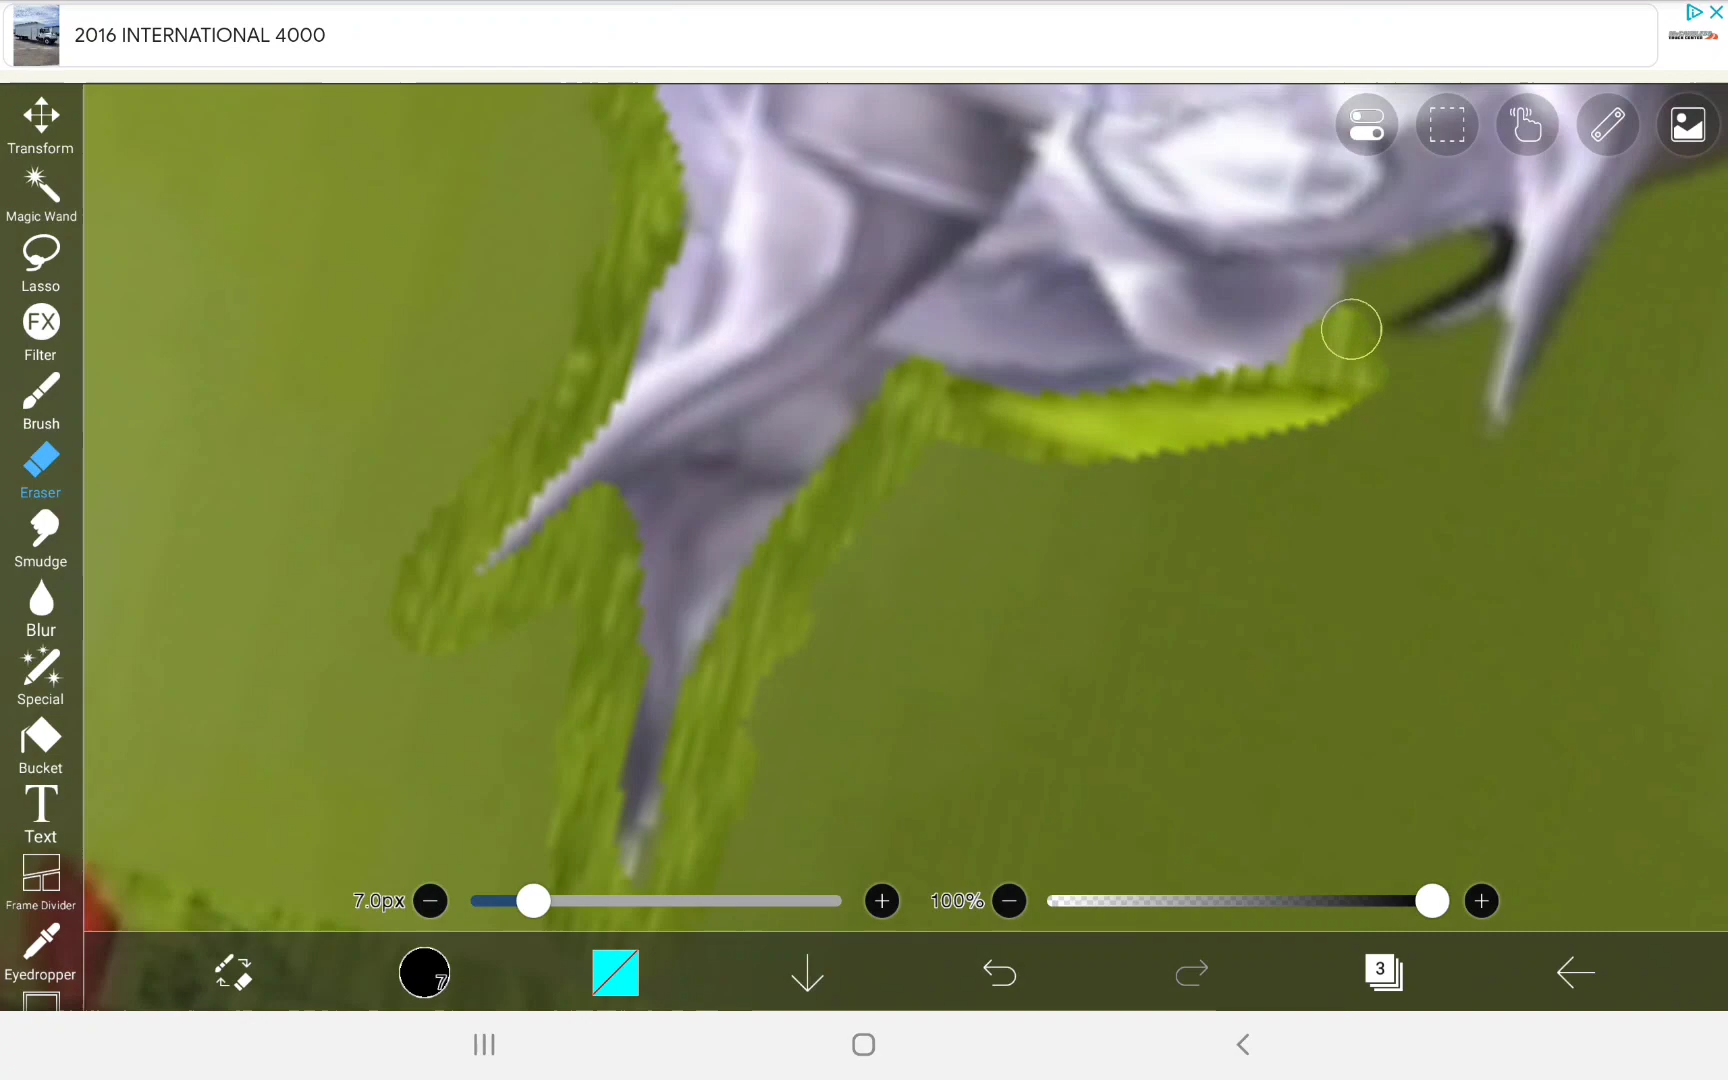 2016 INTERNATIONAL 4000
Transform
Magic Wand
Lasso
FX
Filter
Brush
Eraser
Smudge
Blur
Special
Bucket
T
Text
Frame Divider
Eyedropper
7.0px
100%
7
3